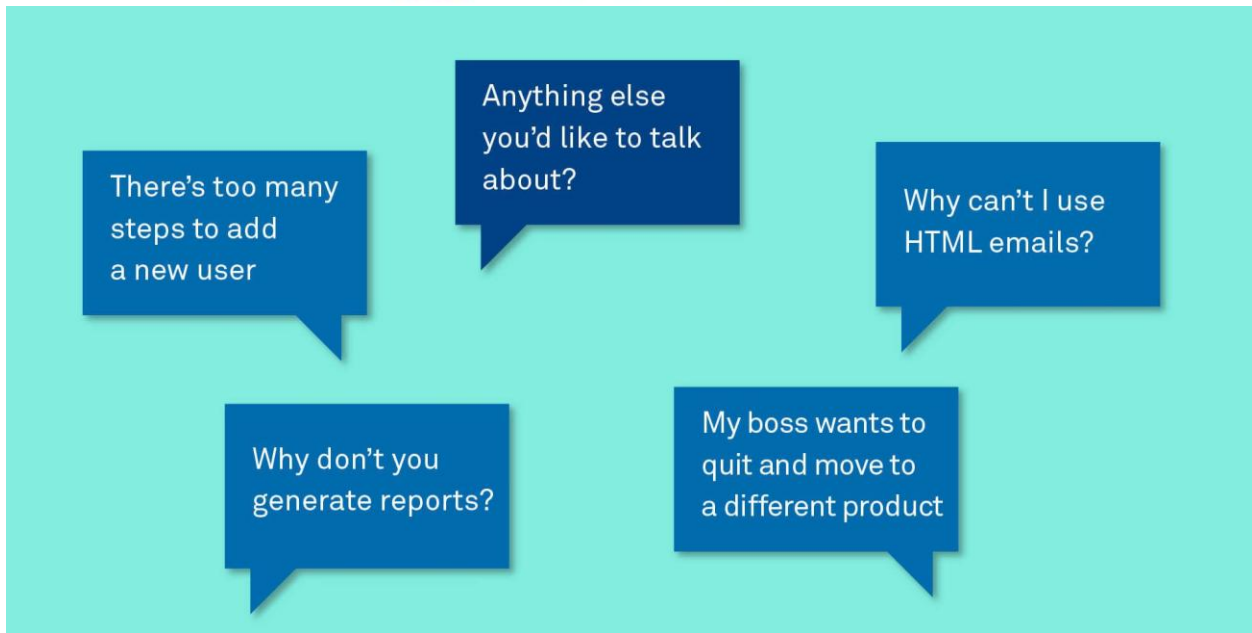 Anything else
you'd like to talk
about?
There's too many
steps to add
a new user
Why can't I use
HTML emails?
Why don't you
generate reports?
My boss wants to
quit and move to
a different product